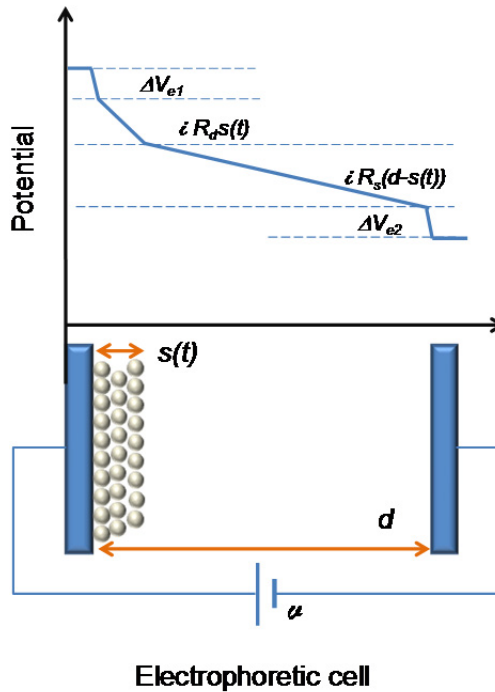 ΔVe1
i Rds(t)
i Rs(d-s(t))
ΔVe2
Potential
s(t)
d
u
Electrophoretic cell